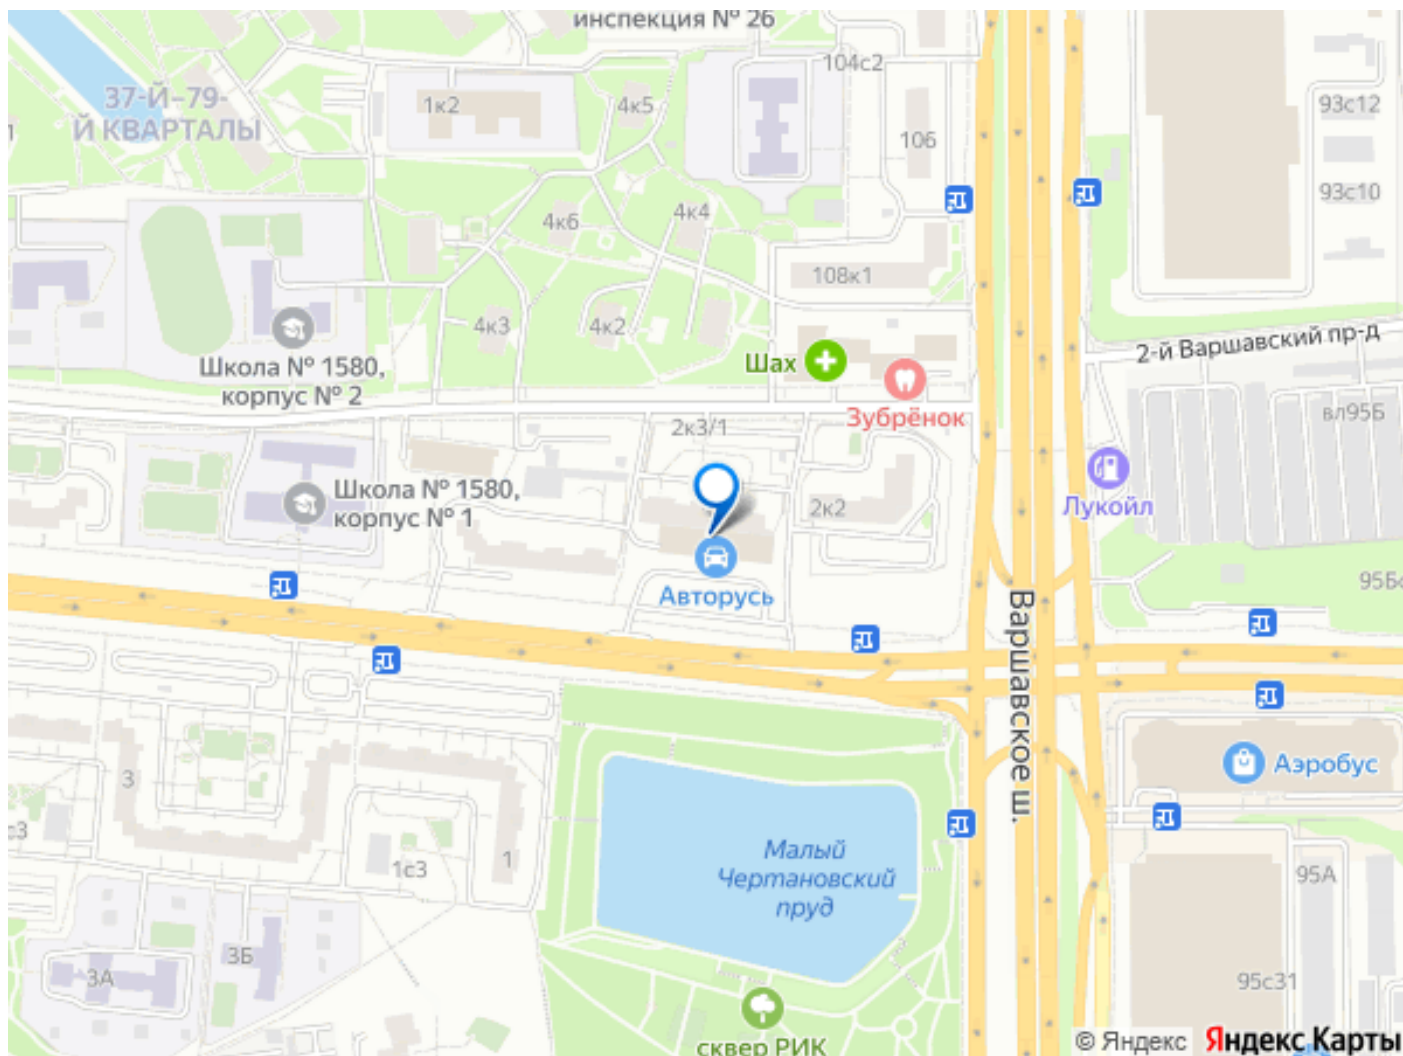 инспекция № 26
104с2
37-Й–79-
Й КВАРТАЛЫ
1к2
4к5
106
93с12
93с10
4к6
4к4
108к1
4к3
4к2
2-й Варшавский пр-д
Школа № 1580,
корпус № 2
Шах
Зубрёнок
2к3/1
вл95Б
Школа № 1580,
корпус № 1
2к2
Лукойл
Авторусь
Варшавское ш.
3
Аэробус
1с3
1
Малый
Чертановский
пруд
95А
3Б
3А
95с31
сквер РИК
© Яндекс Яндекс Карты